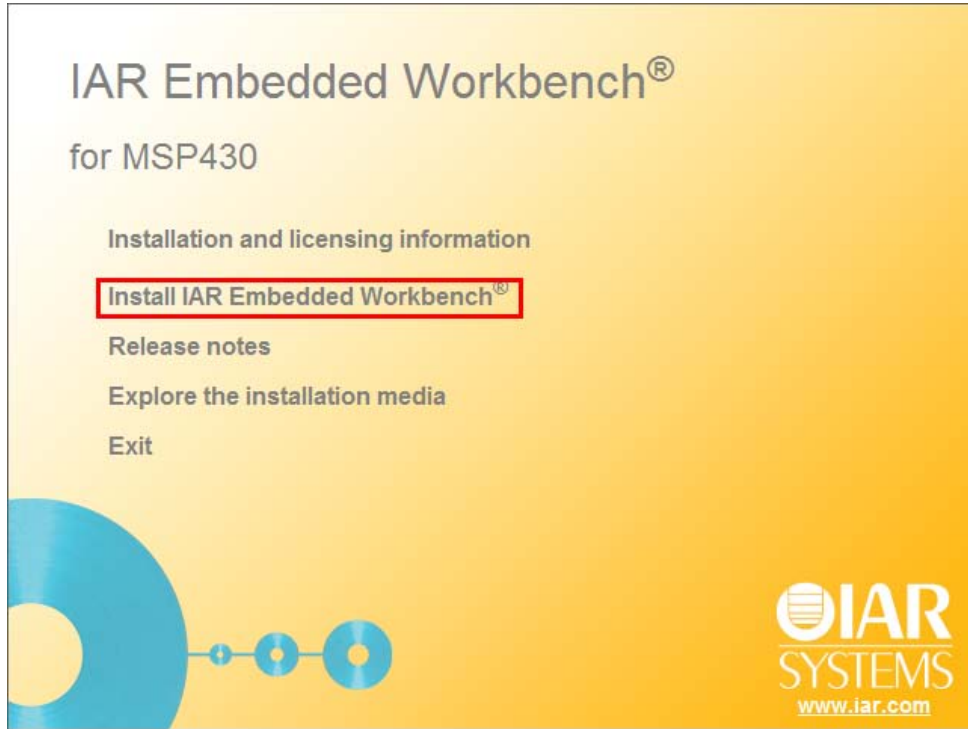 IAR Embedded Workbench®
for MSP430
Installation and licensing information
Install IAR Embedded Workbench®
Release notes
Explore the installation media
Exit
IAR
SYSTEMS
www.iar.com